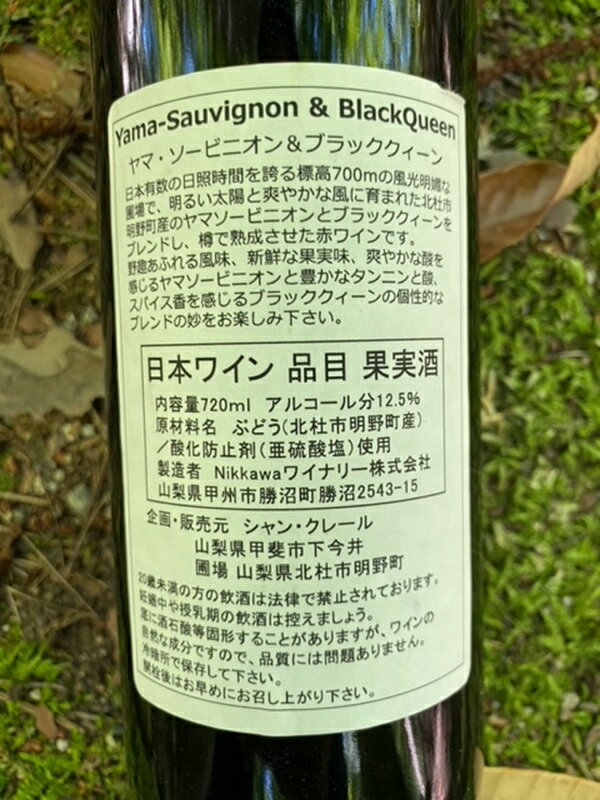 Yama-Sauvignon & BlackQueen
ヤマ・ソービニオン&ブラッククィーン
日本有数の日照時間を誇る標高700mの風光明媚な
圃場で、明るい太陽と爽やかな風に育まれた北杜市
明野町産のヤマソービニオンとブラッククィーンを
ブレンドし、樽で熟成させた赤ワインです。
野趣あふれる風味、新鮮な果実味、爽やかな酸を
感じるヤマソービニオンと豊かなタンニンと酸、
スパイス香を感じるブラッククィーンの個性的な
ブレンドの妙をお楽しみ下さい。
日本ワイン 品目 果実酒
内容量720ml アルコール分12.5%
原材料名 ぶどう(北杜市明野町産)
/酸化防止剤(亜硫酸塩)使用
製造者 Nikkawaワイナリー株式会社
山梨県甲州市勝沼町勝沼2543-15
企画・販売元 シャン・クレール
山梨県甲斐市下今井
圃場 山梨県北杜市明野町
20歳未満の方の飲酒は法律で禁止されております。
妊娠中や授乳期の飲酒は控えましょう。
底に酒石酸等固形することがありますが、ワインの
自然な成分ですので、品質には問題ありません。
冷暗所で保存して下さい。
開栓後はお早めにお召し上がり下さい。